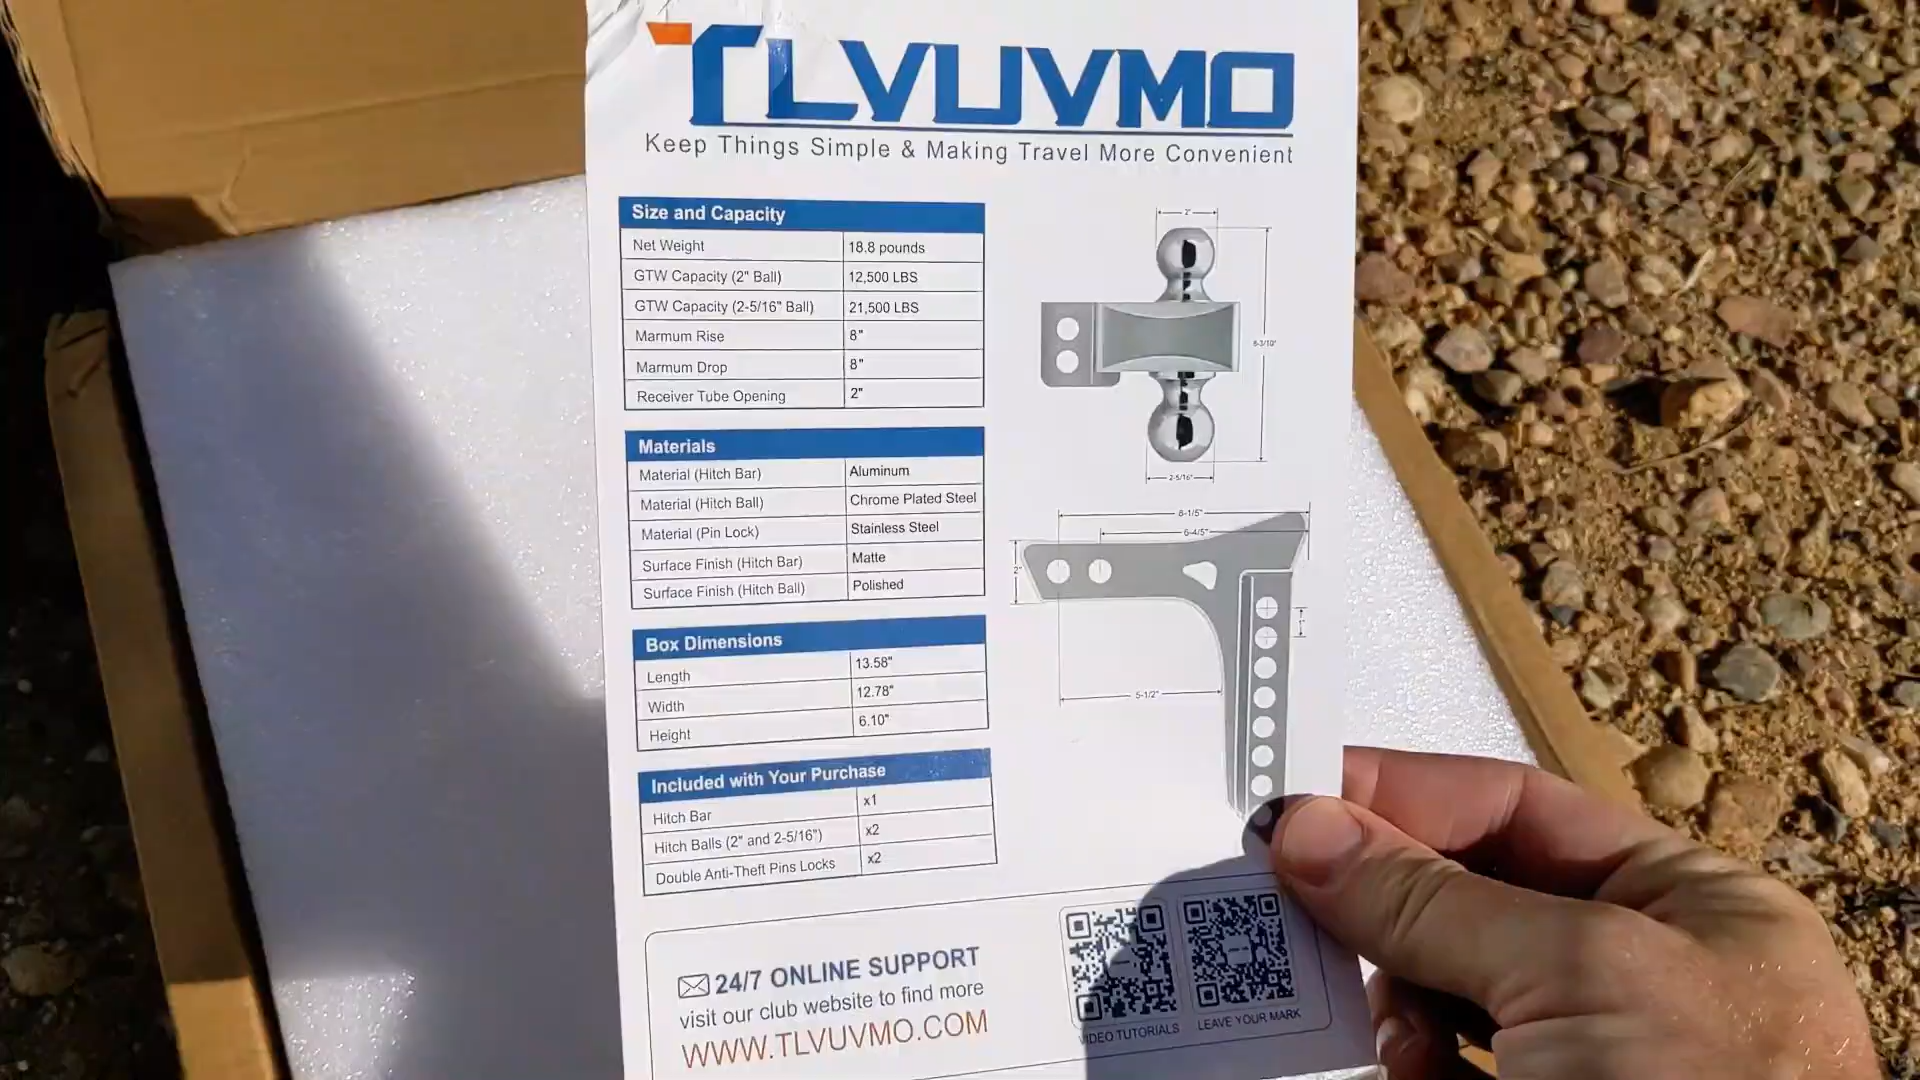 TLVUVMO
Keep Things Simple & Making Travel More Convenient
Size and Capacity
Net Weight 18.8 pounds
GTW Capacity (2" Ball) 12,500 LBS
GTW Capacity (2-5/16" Ball) 21,500 LBS
Marmum Rise 8"
Marmum Drop 8"
Receiver Tube Opening 2"
Materials
Material (Hitch Bar) Aluminum
Material (Hitch Ball) Chrome Plated Steel
Material (Pin Lock) Stainless Steel
Surface Finish (Hitch Bar) Matte
Surface Finish (Hitch Ball) Polished
Box Dimensions
Length 13.58"
Width 12.78"
Height 6.10"
Included with Your Purchase
Hitch Bar x1
Hitch Balls (2" and 2-5/16") x2
Double Anti-Theft Pins Locks x2
2"
8-3/10"
2-5/16"
8-1/5"
6-4/5"
2"
1"
5-1/2"
24/7 ONLINE SUPPORT
visit our club website to find more
WWW.TLVUVMO.COM
VIDEO TUTORIALS
LEAVE YOUR MARK